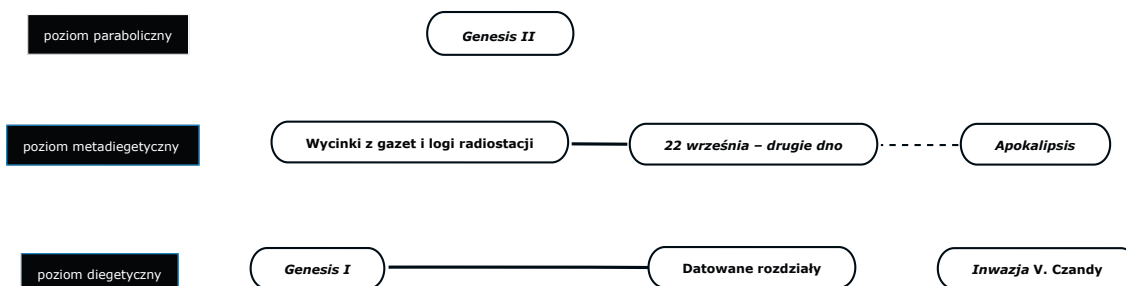 poziom paraboliczny
Genesis II
poziom metadiegetyczny
Wycinki z gazet i logi radiostacji
22 września – drugie dno
Apokalipsis
poziom diegetyczny
Genesis I
Datowane rozdziały
Inwazja V. Czandy